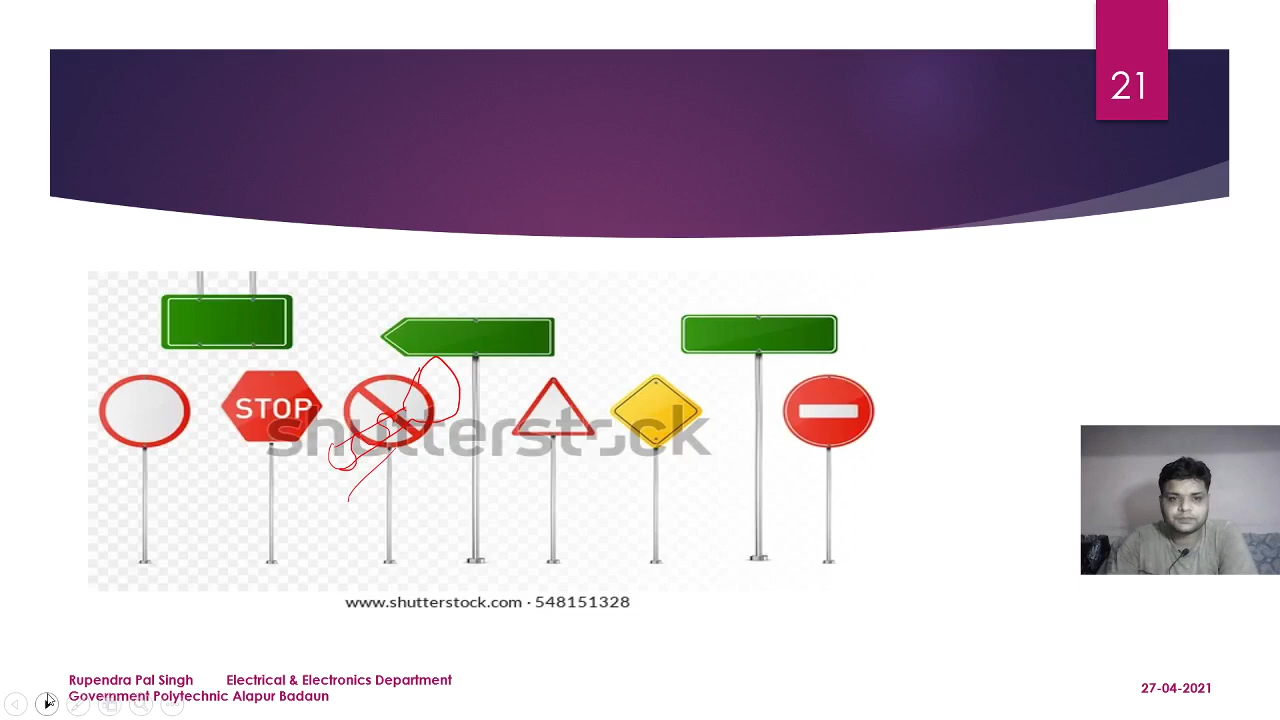 21
STOP
shutterstock
www.shutterstock.com · 548151328
Rupendra Pal Singh Electrical & Electronics Department
Government Polytechnic Alapur Badaun
27-04-2021